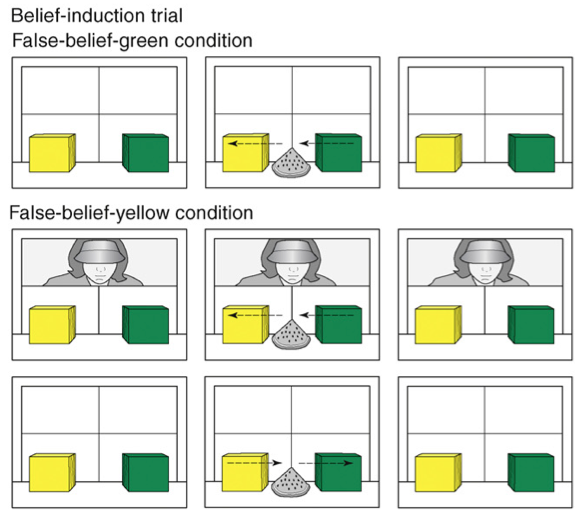 Belief-induction trial
False-belief-green condition
False-belief-yellow condition